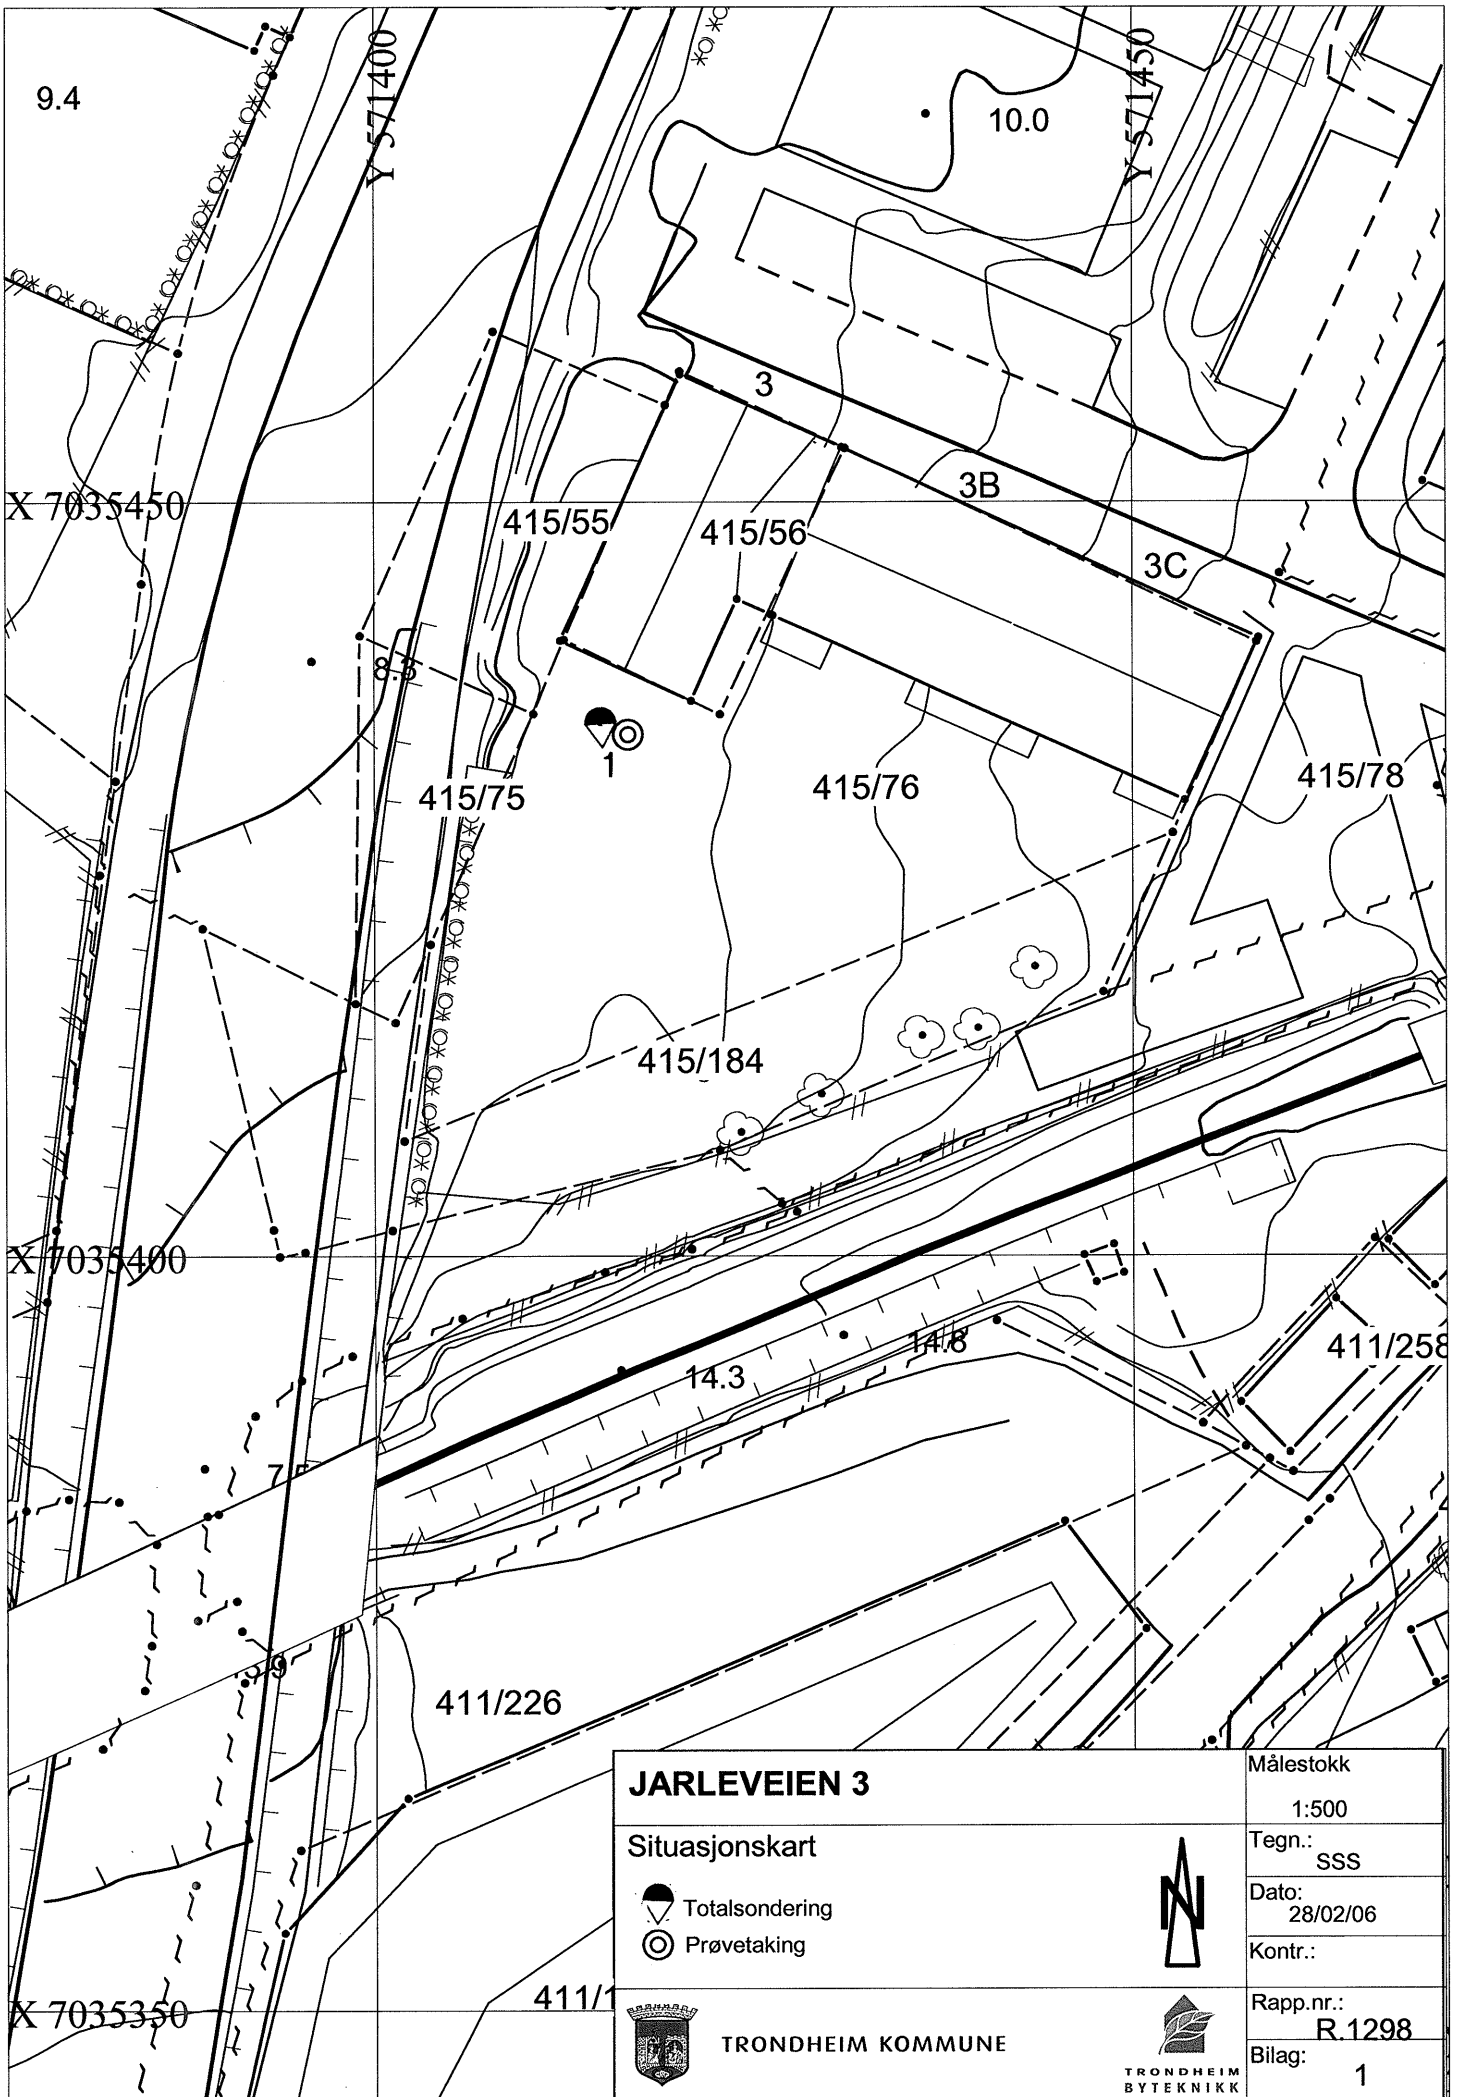 9.4
Y 571400
10.0
Y 571450
3
3B
X 7035450
415/55
415/56
3C
8.3
1
415/75
415/76
415/78
415/184
X 7035400
14.8
411/258
14.3
411/226
JARLEVEIEN 3
Målestokk
1:500
Situasjonskart
Tegn.:
SSS
Totalsondering
Dato:
28/02/06
Prøvetaking
Kontr.:
N
X 7035350
411/1
Rapp.nr.:
R.1298
TRONDHEIM KOMMUNE
TRONDHEIM
BYTEKNIKK
Bilag:
1